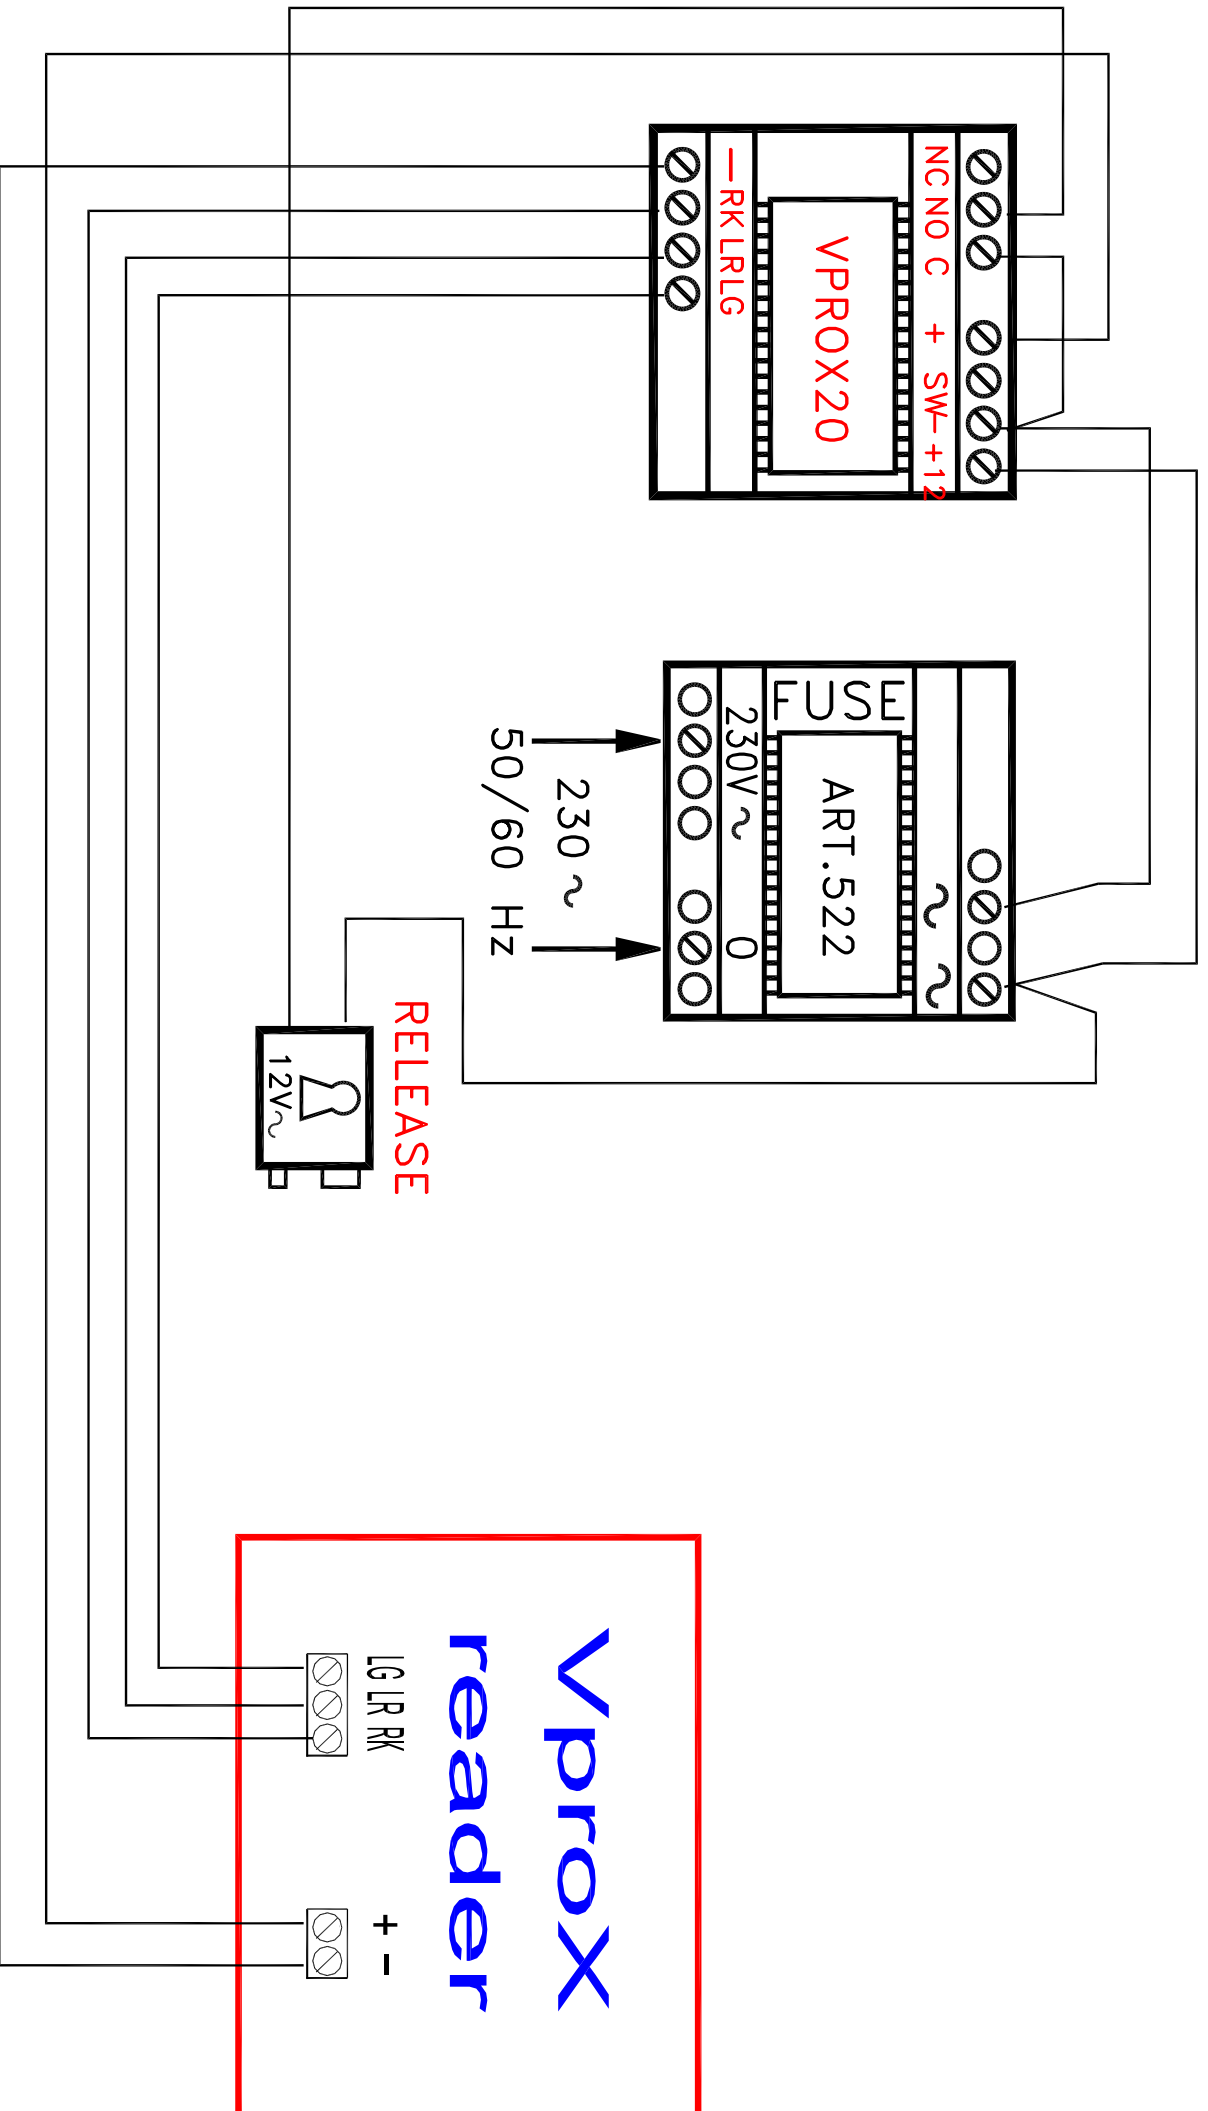 NC NO C + SW - +12
VPROX20
- RK LR LG
~ ~
ART.522
FUSE
230V ~ 0
230 ~
50/60 Hz
RELEASE
12V~
VproX
reader
LG LR RK
+ -